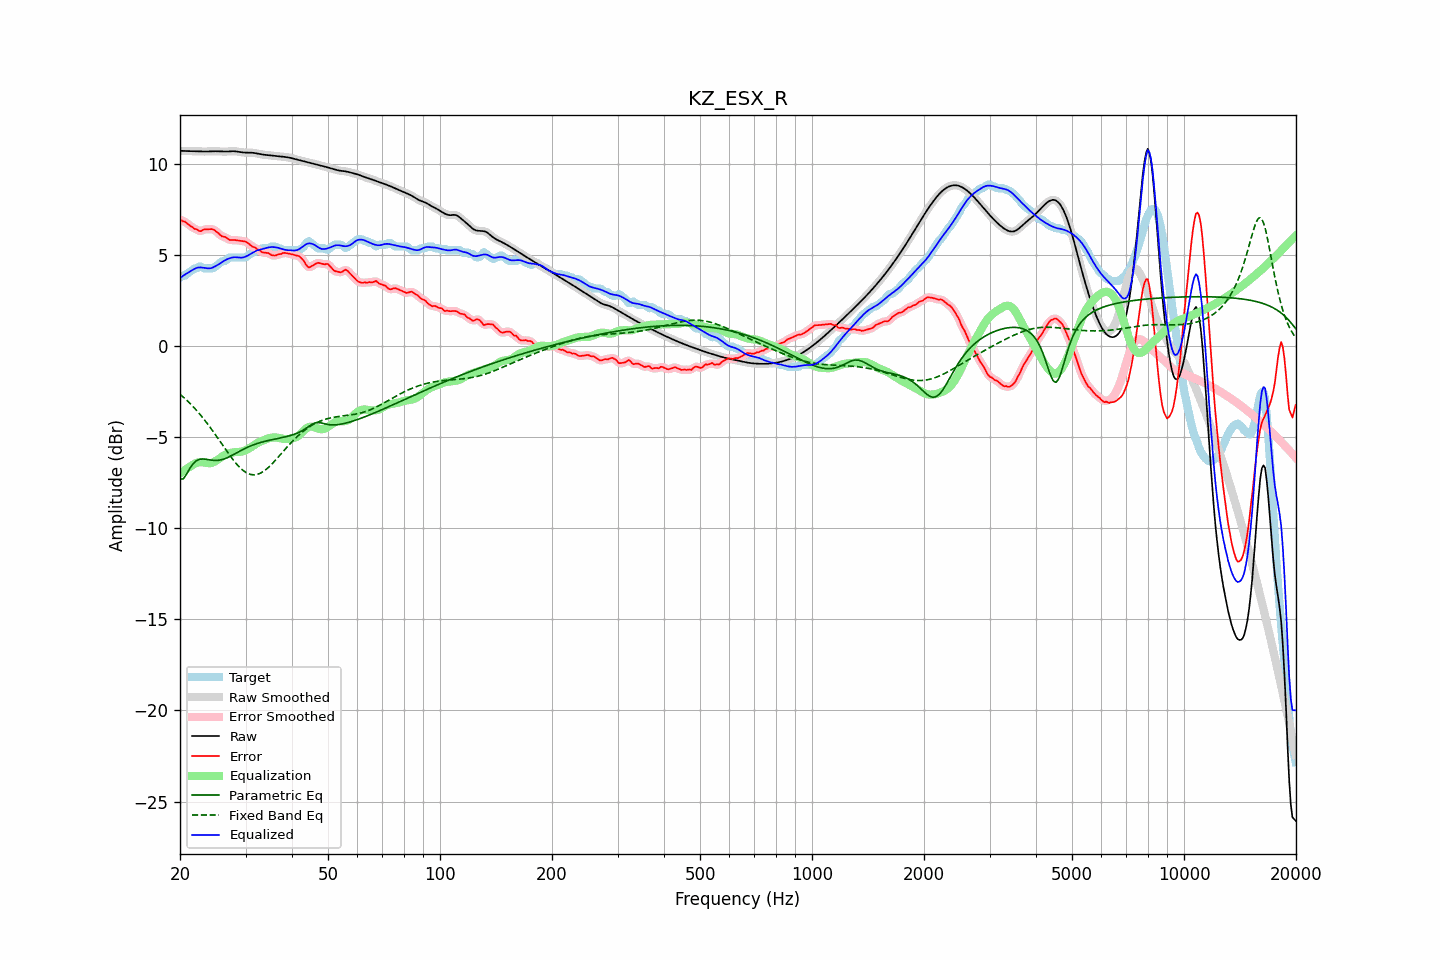 KZ_ESX_R
Amplitude (dBr)
10
5
0
−5
−10
−15
−20
−25
Target
Raw Smoothed
Error Smoothed
Raw
Error
Equalization
Parametric Eq
Fixed Band Eq
Equalized
20 50 100 200 500 1000 2000 5000 10000 20000
Frequency (Hz)